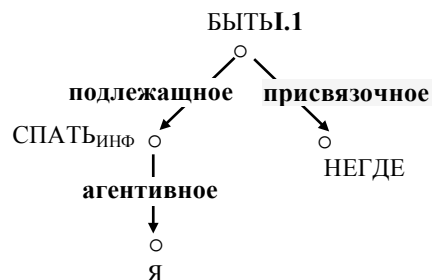 БЫТЬI.1
подлежащное присвязочное
СПАТЬИНФ
НЕГДЕ
агентивное
Я